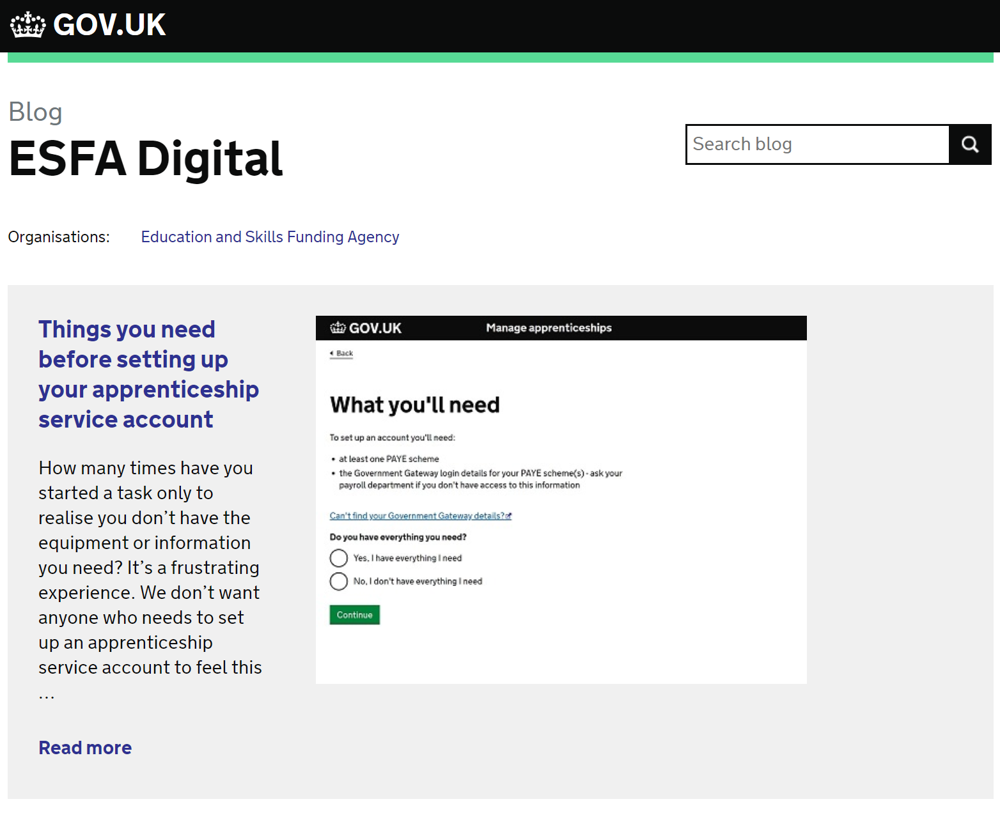 GOV.UK
Blog
ESFA Digital
Search blog
Organisations: Education and Skills Funding Agency
Things you need
before setting up
your apprenticeship
service account
How many times have you
started a task only to
realise you don’t have the
equipment or information
you need? It’s a frustrating
experience. We don’t want
anyone who needs to set
up an apprenticeship
service account to feel this
…
Read more
GOV.UK Manage apprenticeships
Back
What you'll need
To set up an account you'll need:
• at least one PAYE scheme
• the Government Gateway login details for your PAYE scheme(s) - ask your
payroll department if you don't have access to this information
Can't find your Government Gateway details?
Do you have everything you need?
Yes, I have everything I need
No, I don't have everything I need
Continue